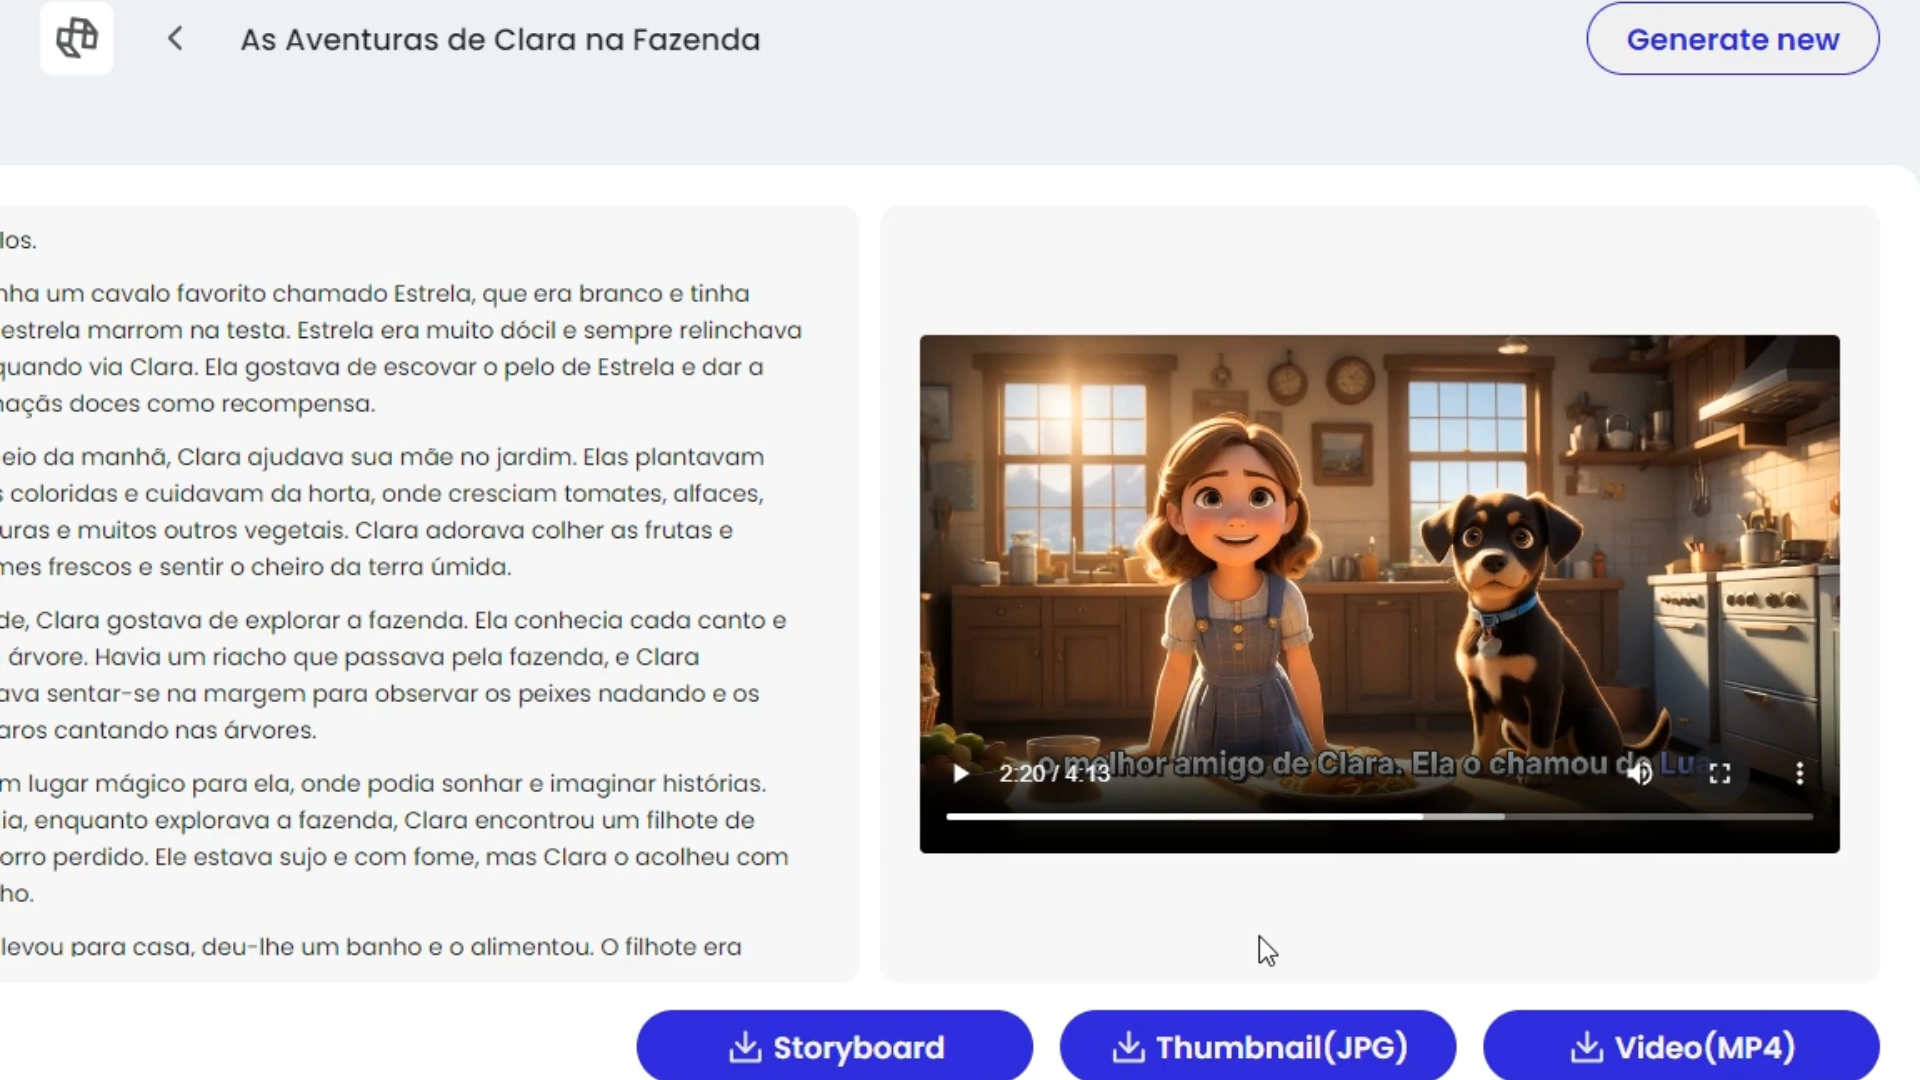 As Aventuras de Clara na Fazenda
Generate new
los.
nha um cavalo favorito chamado Estrela, que era branco e tinha
estrela marrom na testa. Estrela era muito dócil e sempre relinchava
quando via Clara. Ela gostava de escovar o pelo de Estrela e dar a
naçãs doces como recompensa.
eio da manhã, Clara ajudava sua mãe no jardim. Elas plantavam
s coloridas e cuidavam da horta, onde cresciam tomates, alfaces,
uras e muitos outros vegetais. Clara adorava colher as frutas e
mes frescos e sentir o cheiro da terra úmida.
de, Clara gostava de explorar a fazenda. Ela conhecia cada canto e
árvore. Havia um riacho que passava pela fazenda, e Clara
ava sentar-se na margem para observar os peixes nadando e os
aros cantando nas árvores.
m lugar mágico para ela, onde podia sonhar e imaginar histórias.
ia, enquanto explorava a fazenda, Clara encontrou um filhote de
orro perdido. Ele estava sujo e com fome, mas Clara o acolheu com
ho.
levou para casa, deu-lhe um banho e o alimentou. O filhote era
o melhor amigo de Clara. Ela o chamou de Lua
2:20 / 4:13
Storyboard
Thumbnail(JPG)
Video(MP4)